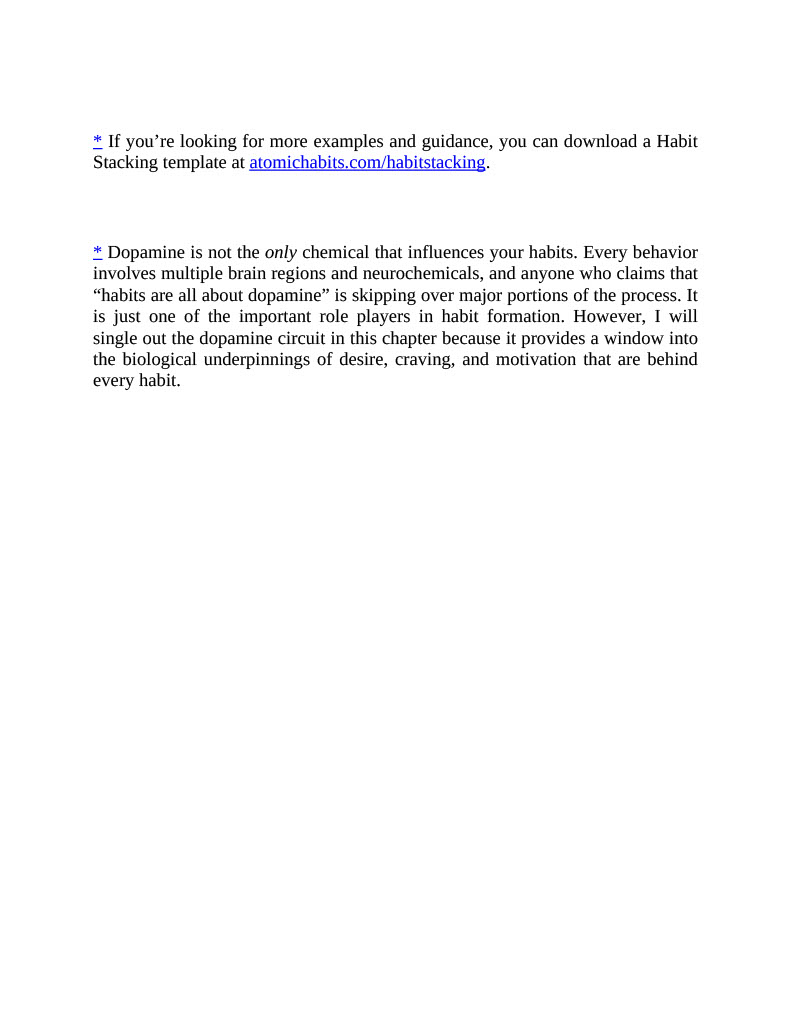 * If you’re looking for more examples and guidance, you can download a Habit
Stacking template at atomichabits.com/habitstacking.
* Dopamine is not the only chemical that influences your habits. Every behavior
involves multiple brain regions and neurochemicals, and anyone who claims that
“habits are all about dopamine” is skipping over major portions of the process. It
is just one of the important role players in habit formation. However, I will
single out the dopamine circuit in this chapter because it provides a window into
the biological underpinnings of desire, craving, and motivation that are behind
every habit.